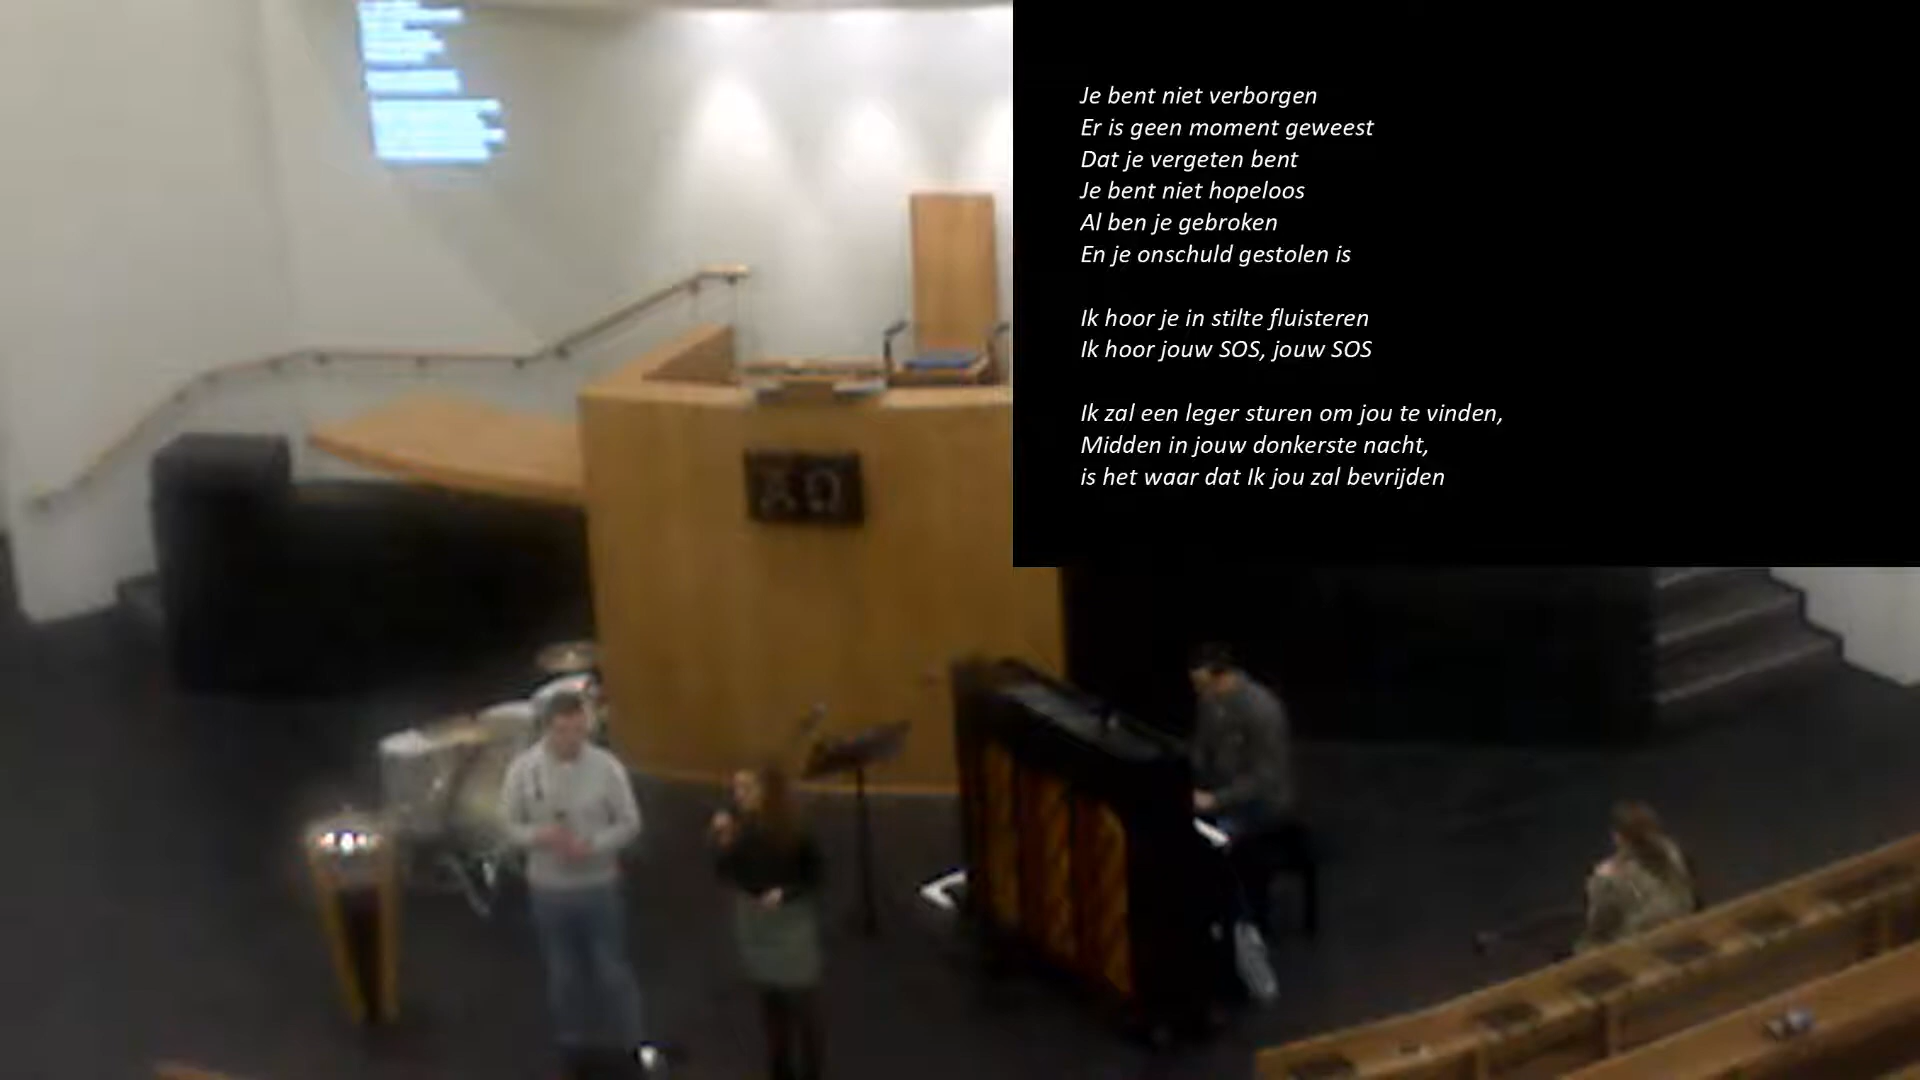 Je bent niet verborgen
Er is geen moment geweest
Dat je vergeten bent
Je bent niet hopeloos
Al ben je gebroken
En je onschuld gestolen is
Ik hoor je in stilte fluisteren
Ik hoor jouw SOS, jouw SOS
Ik zal een leger sturen om jou te vinden,
Midden in jouw donkerste nacht,
is het waar dat Ik jou zal bevrijden